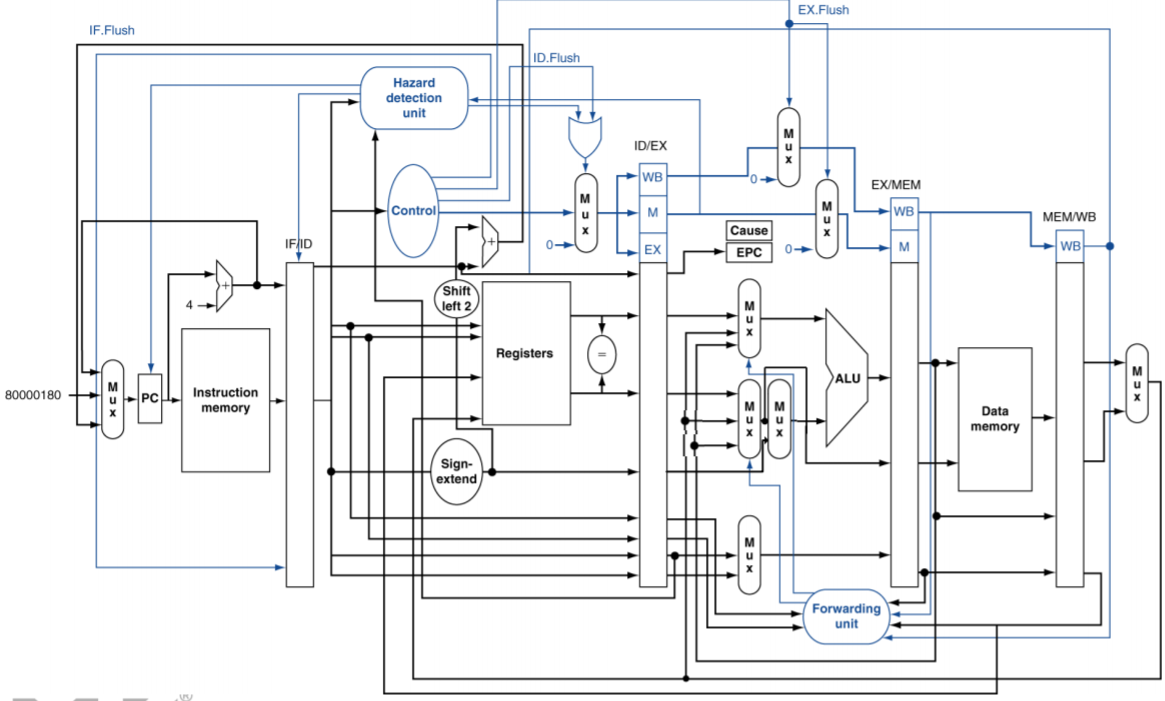 EX.Flush
IF.Flush
ID.Flush
Hazard
detection
unit
M
u
x
ID/EX
WB
0
EX/MEM
Control
M
u
x
M
M
u
x
WB
MEM/WB
+
Cause
0
EX
EPC
0
M
WB
IF/ID
+
Shift
left 2
4
M
u
x
Registers
=
M
u
x
80000180
M
u
x
PC
Instruction
memory
ALU
M
u
x
M
u
x
Data
memory
Sign-
extend
M
u
x
Forwarding
unit